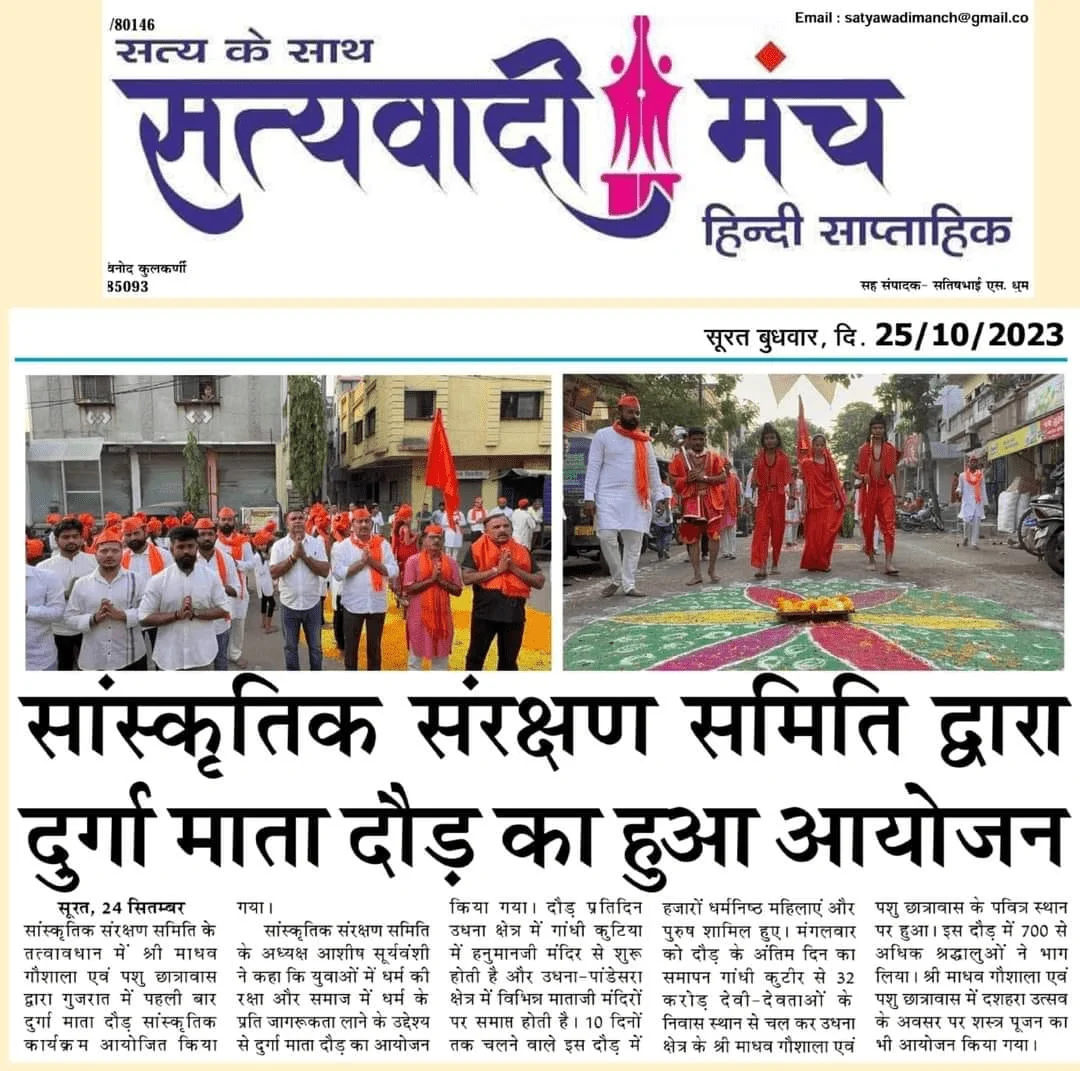 /80146
Email : satyawadimanch@gmail.co
सत्य के साथ
सत्यवादी मंच
हिन्दी साप्ताहिक
विनोद कुलकर्णी
85093
सह संपादक- सतिषभाई एस. धुम
सूरत बुधवार, दि. 25/10/2023
सांस्कृतिक संरक्षण समिति द्वारा
दुर्गा माता दौड़ का हुआ आयोजन
सूरत, 24 सितम्बर
सांस्कृतिक संरक्षण समिति के
तत्वावधान में श्री माधव
गौशाला एवं पशु छात्रावास
द्वारा गुजरात में पहली बार
दुर्गा माता दौड़ सांस्कृतिक
कार्यक्रम आयोजित किया
गया।
सांस्कृतिक संरक्षण समिति
के अध्यक्ष आशीष सूर्यवंशी
ने कहा कि युवाओं में धर्म की
रक्षा और समाज में धर्म के
प्रति जागरूकता लाने के उद्देश्य
से दुर्गा माता दौड़ का आयोजन
किया गया। दौड़ प्रतिदिन
उधना क्षेत्र में गांधी कुटिया
में हनुमानजी मंदिर से शुरू
होती है और उधना-पांडेसरा
क्षेत्र में विभिन्न माताजी मंदिरों
पर समाप्त होती है। 10 दिनों
तक चलने वाले इस दौड़ में
हजारों धर्मनिष्ठ महिलाएं और
पुरुष शामिल हुए। मंगलवार
को दौड़ के अंतिम दिन का
समापन गांधी कुटीर से 32
करोड़ देवी-देवताओं के
निवास स्थान से चल कर उधना
क्षेत्र के श्री माधव गौशाला एवं
पशु छात्रावास के पवित्र स्थान
पर हुआ। इस दौड़ में 700 से
अधिक श्रद्धालुओं ने भाग
लिया। श्री माधव गौशाला एवं
पशु छात्रावास में दशहरा उत्सव
के अवसर पर शस्त्र पूजन का
भी आयोजन किया गया।